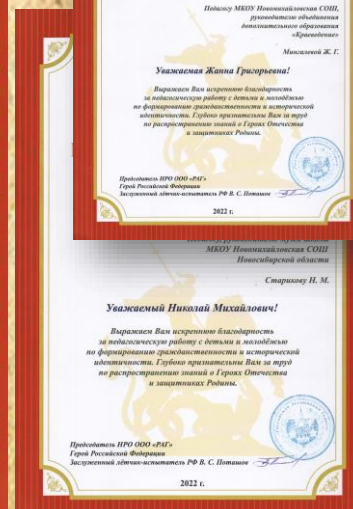 Педагогу МКОУ Новомихайловская СОШ,
руководителю объединения
дополнительного образования
«Краеведение»
Мингалевой Ж. Г.
Уважаемая Жанна Григорьевна!
Выражаем Вам искреннюю благодарность
за педагогическую работу с детьми и молодёжью
по формированию гражданственности и исторической
идентичности. Глубоко признательны Вам за труд
по распространению знаний о Героях Отечества
и защитниках Родины.
Председатель НРО ООО «РАГ»
Герой Российской Федерации
Заслуженный лётчик-испытатель РФ В. С. Поташов
2022 г.
МКОУ Новомихайловская СОШ
Новосибирской области
Старикову Н. М.
Уважаемый Николай Михайлович!
Выражаем Вам искреннюю благодарность
за педагогическую работу с детьми и молодёжью
по формированию гражданственности и исторической
идентичности. Глубоко признательны Вам за труд
по распространению знаний о Героях Отечества
и защитниках Родины.
Председатель НРО ООО «РАГ»
Герой Российской Федерации
Заслуженный лётчик-испытатель РФ В. С. Поташов
2022 г.